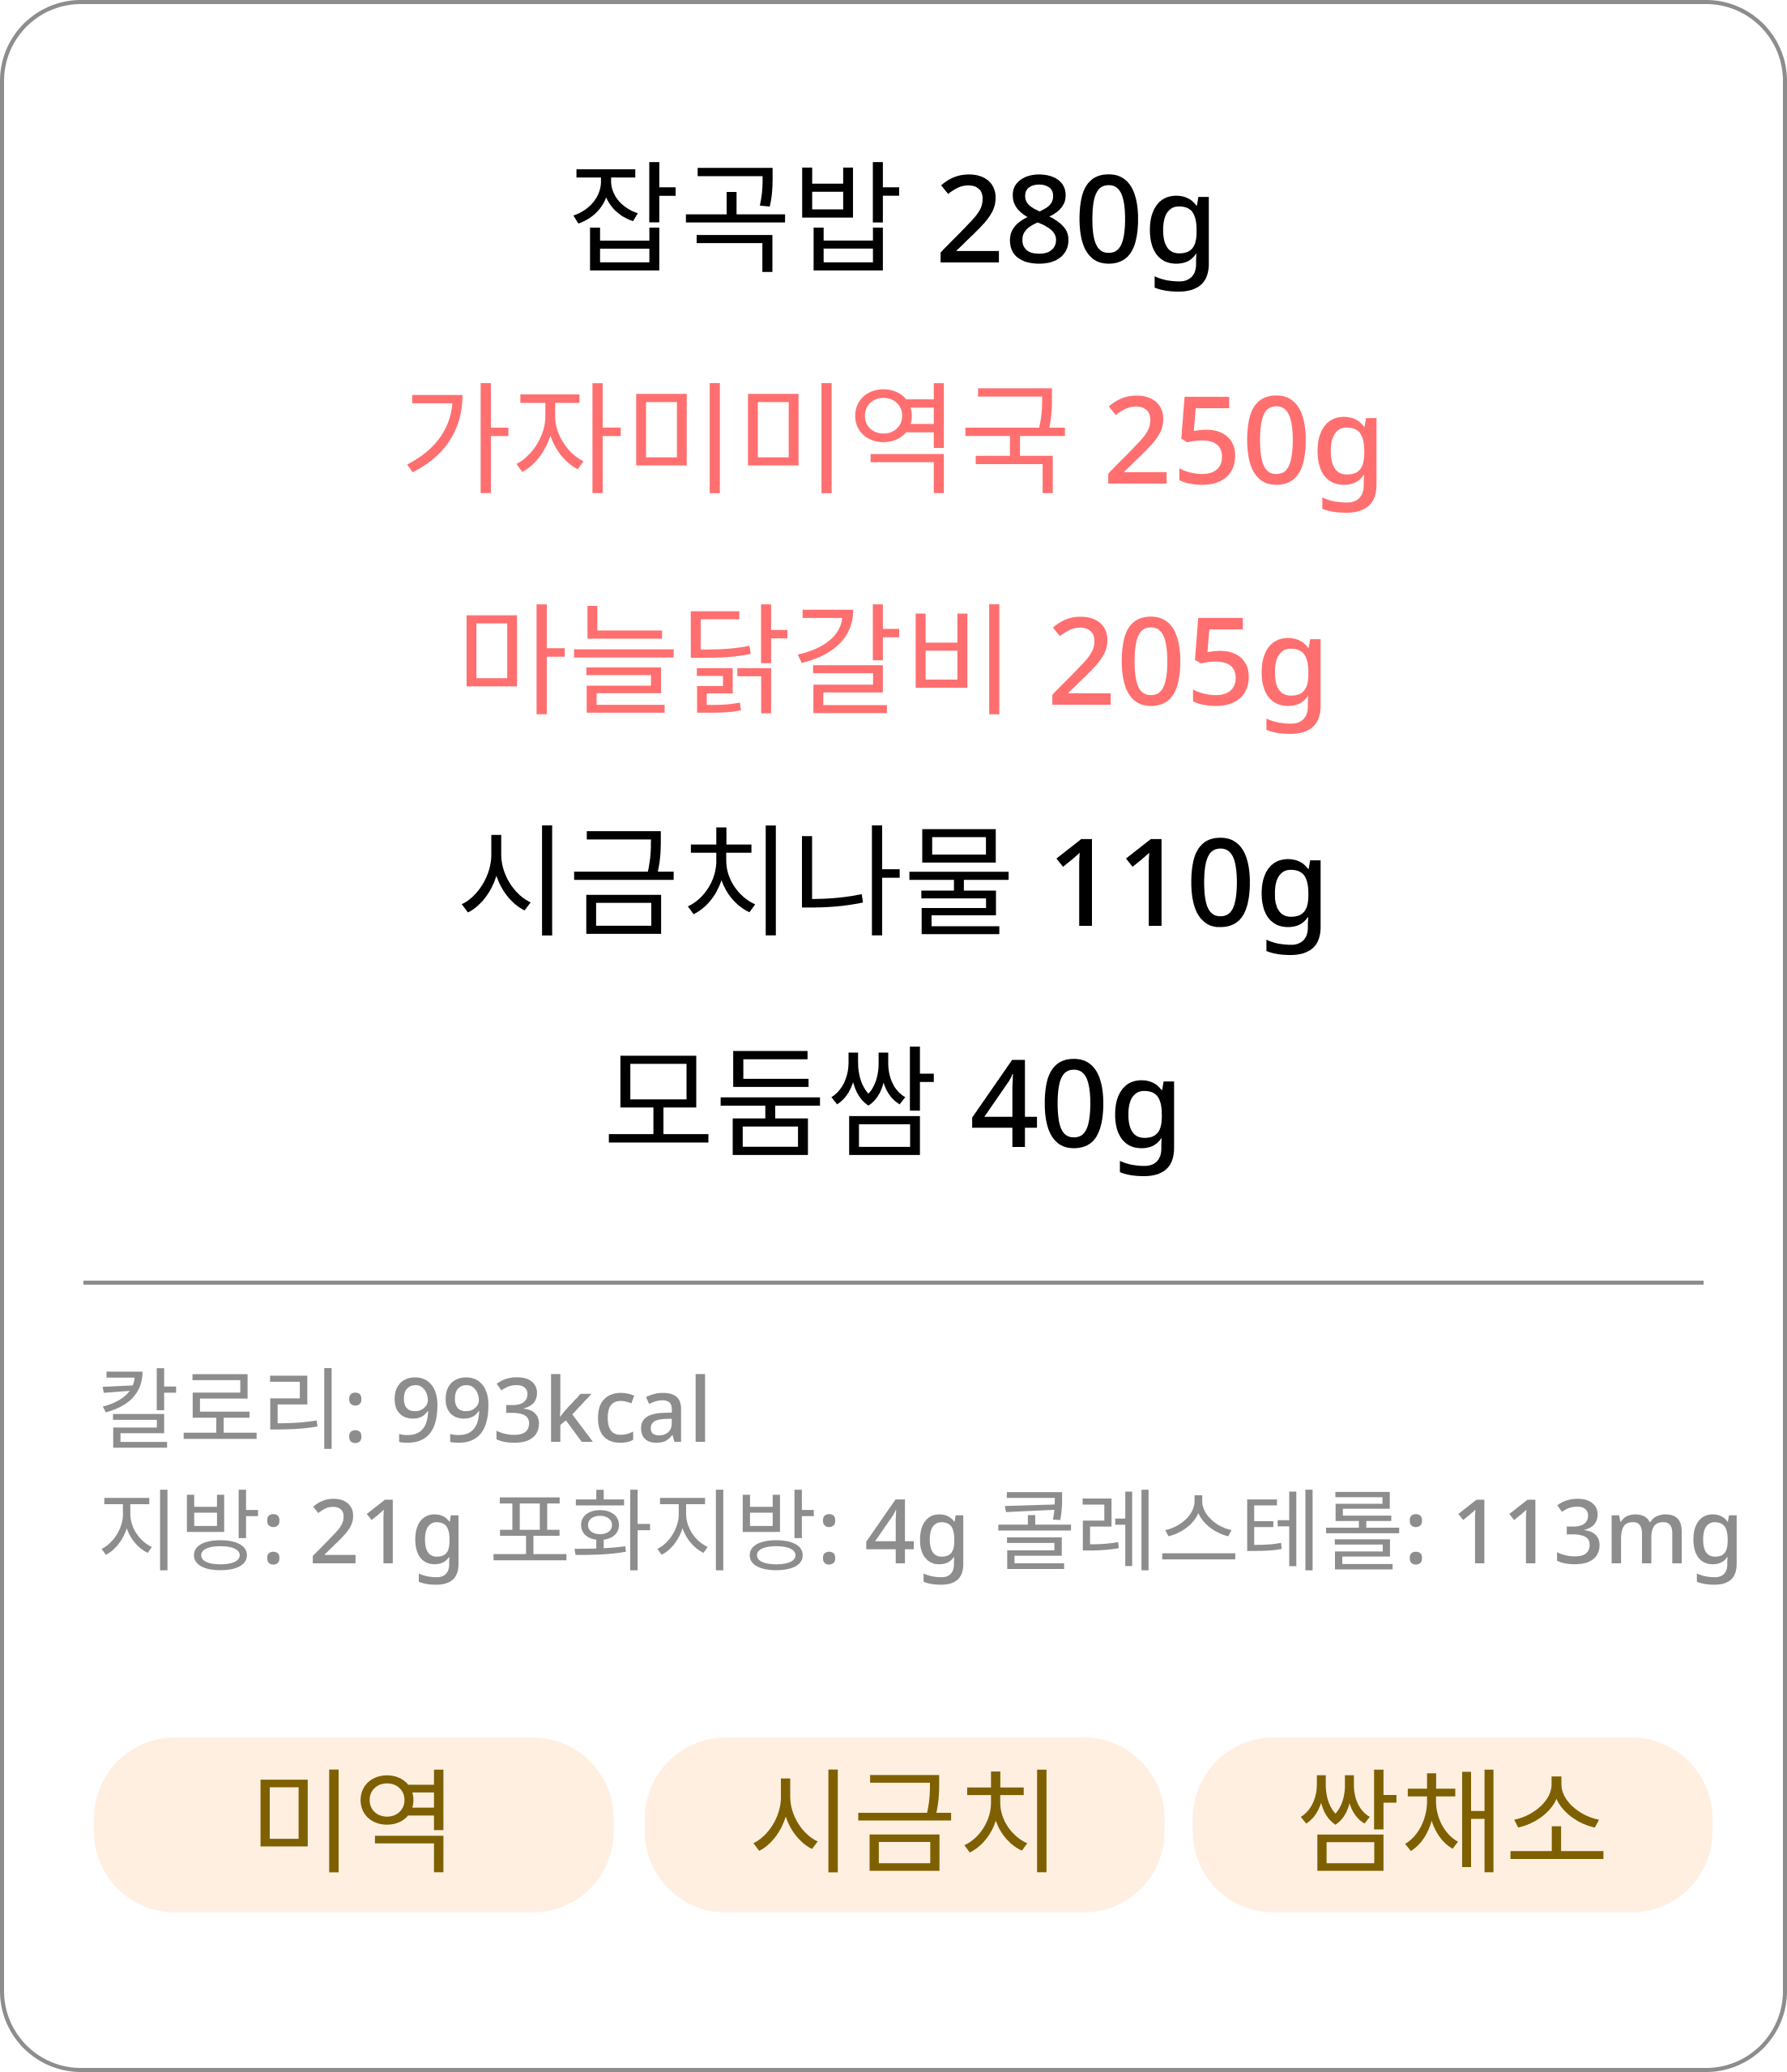 잡곡밥 280g
가자미미역국 250g
마늘닭갈비 205g
시금치나물 110g
모둠쌈 40g
칼로리: 993kcal
지방: 21g 포화지방: 4g 콜레스테롤: 113mg
미역 시금치 쌈채소